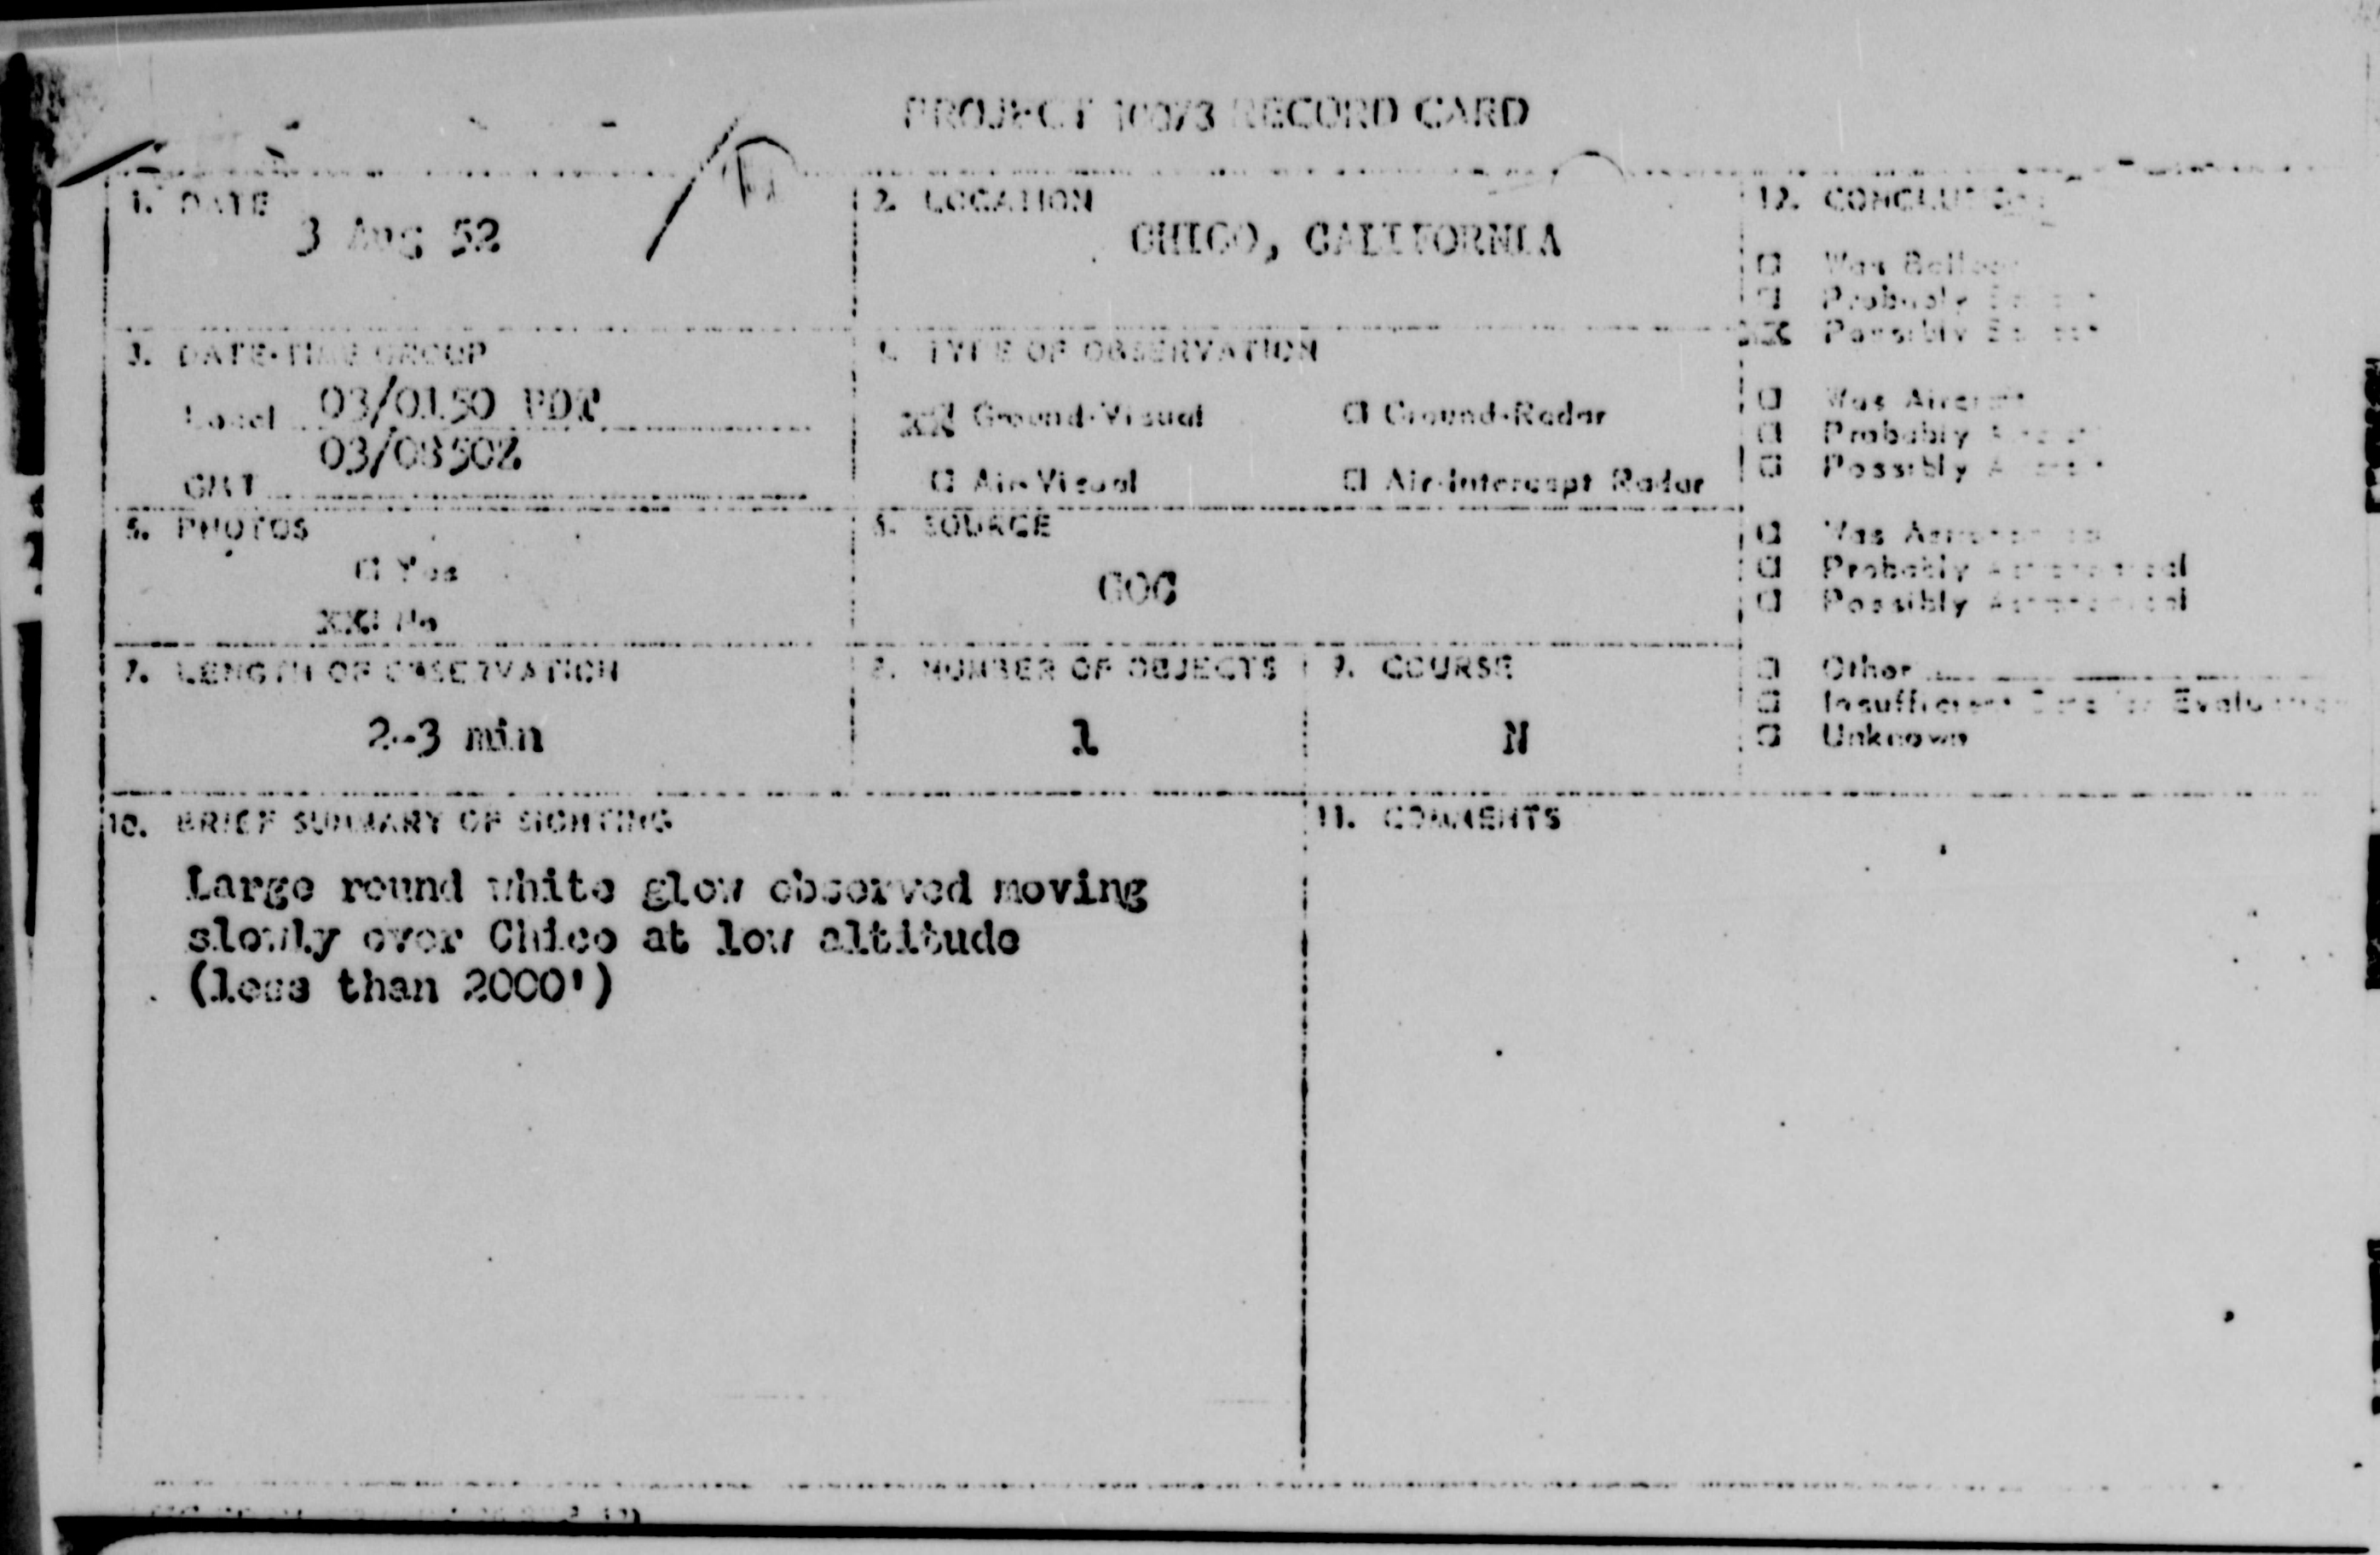 PROJECT 10073 RECORD CARD
1. DATE
3 Aug 52
2. LOCATION
CHICO, CALIFORNIA
12. CONCLUSIONS
☐ Was Balloon
☐ Probably Balloon
XX Possibly Balloon
☐ Was Aircraft
☐ Probably Aircraft
☐ Possibly Aircraft
☐ Was Astronomical
☐ Probably Astronomical
☐ Possibly Astronomical
☐ Other
☐ Insufficient Data for Evaluation
☐ Unknown
3. DATE-TIME GROUP
Local 03/0150 PDT
GMT 03/0850Z
4. TYPE OF OBSERVATION
XX Ground-Visual ☐ Ground-Radar
☐ Air-Visual ☐ Air-Intercept Radar
5. PHOTOS
☐ Yes
XX No
6. SOURCE
GOC
7. LENGTH OF OBSERVATION
2-3 min
8. NUMBER OF OBJECTS
1
9. COURSE
N
10. BRIEF SUMMARY OF SIGHTING
Large round white glow observed moving
slowly over Chico at low altitude
(less than 2000')
11. COMMENTS